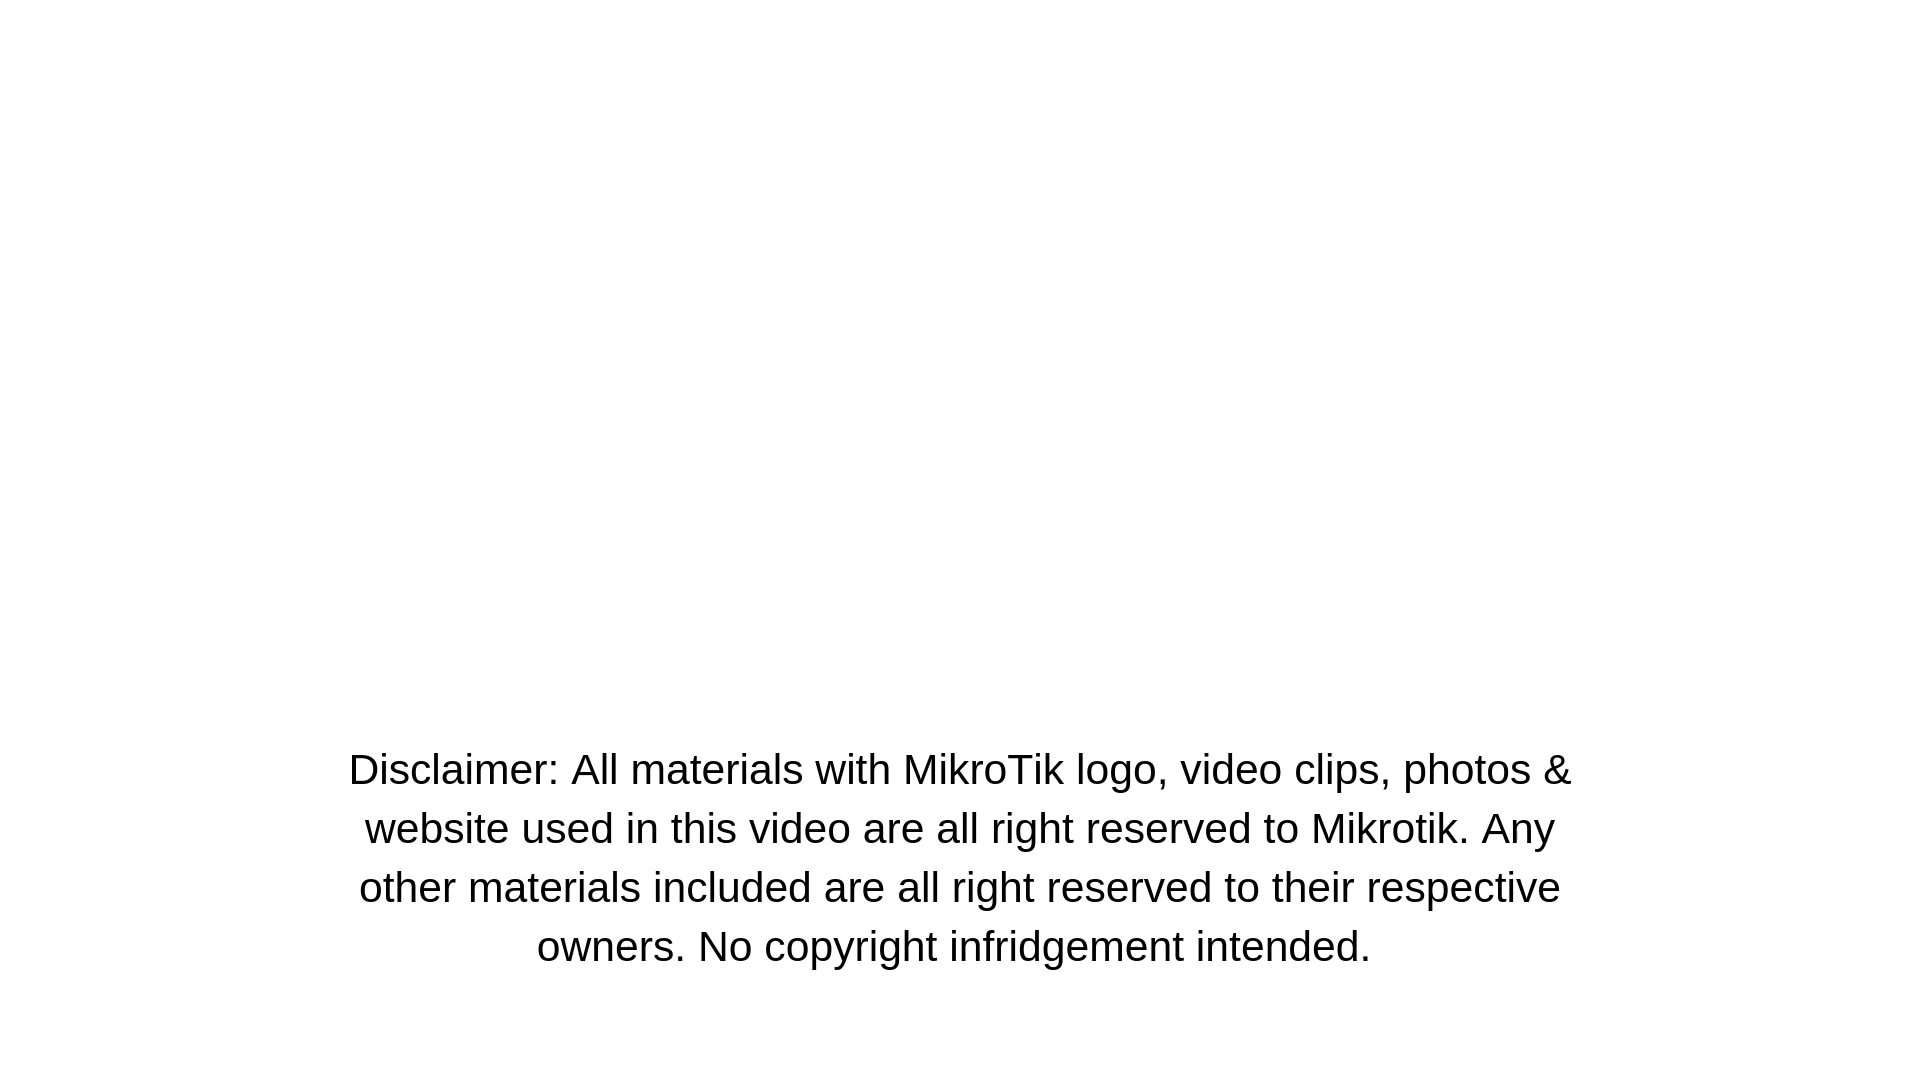 Disclaimer: All materials with MikroTik logo, video clips, photos &
website used in this video are all right reserved to Mikrotik. Any
other materials included are all right reserved to their respective
owners. No copyright infridgement intended.